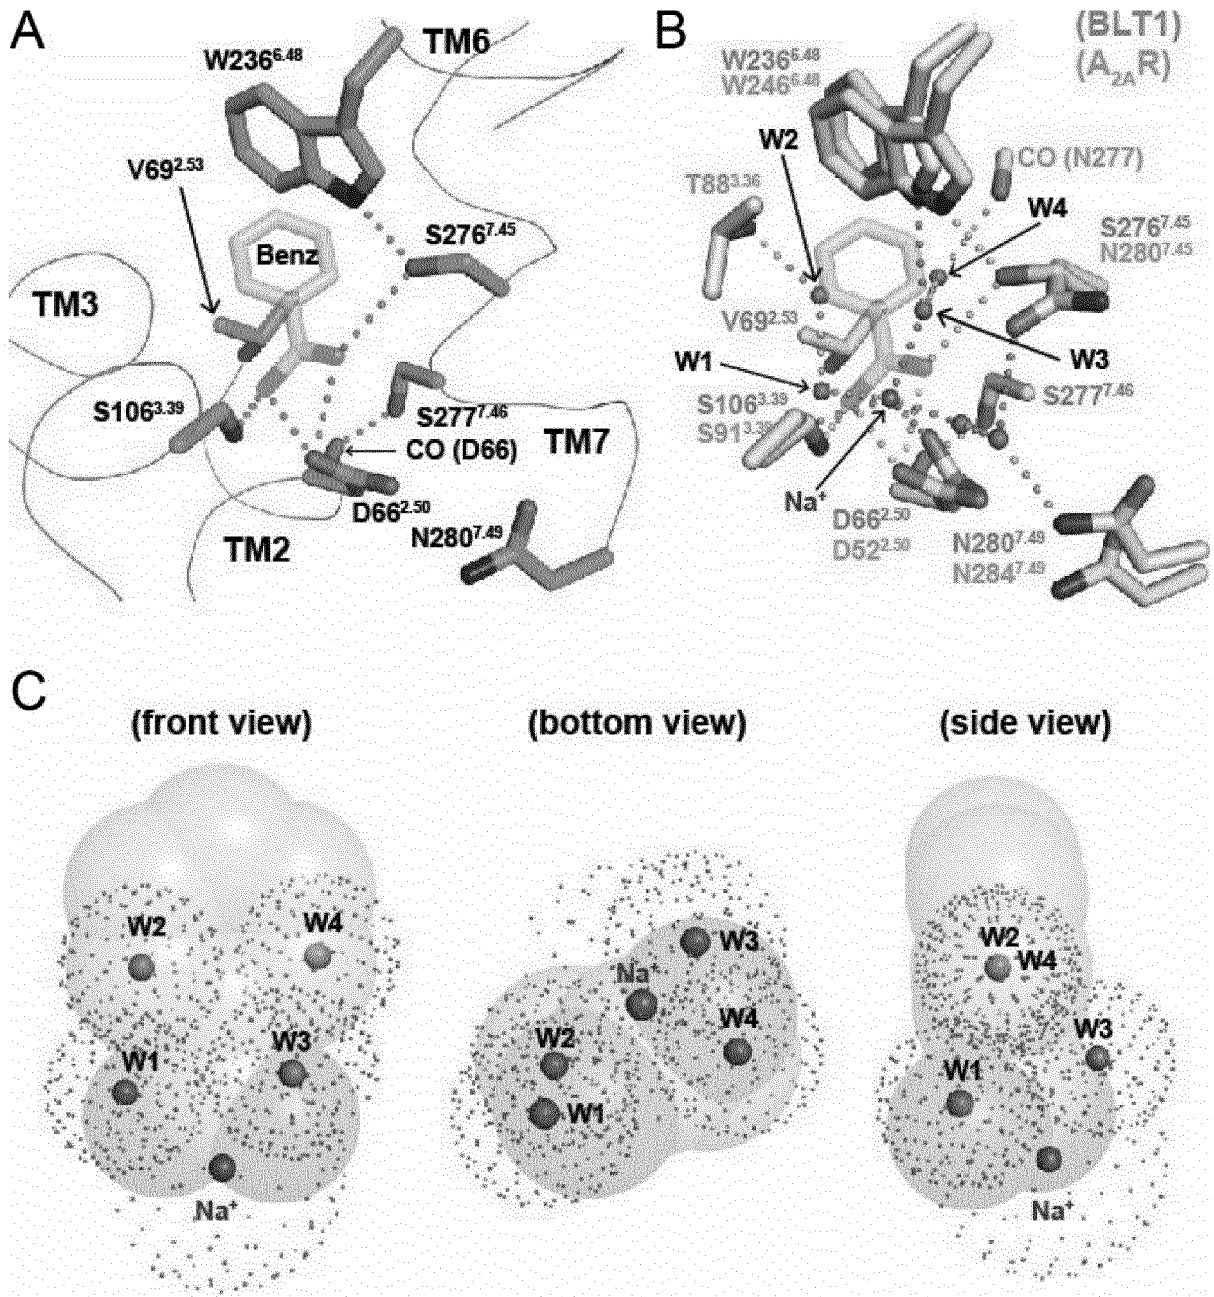 A
W236⁶·⁴⁸
TM6
V69²·⁵³
S276⁷·⁴⁵
Benz
TM3
S106³·³⁹
S277⁷·⁴⁶
CO (D66)
TM7
D66²·⁵⁰
TM2
N280⁷·⁴⁹
B
(BLT1)
(A₂ₐR)
W236⁶·⁴⁸
W246⁶·⁴⁸
W2
CO (N277)
T88³·³⁶
W4
S276⁷·⁴⁵
N280⁷·⁴⁵
V69²·⁵³
W1
W3
S106³·³⁹
S91³·³⁹
S277⁷·⁴⁶
Na⁺
D66²·⁵⁰
D52²·⁵⁰
N280⁷·⁴⁹
N284⁷·⁴⁹
C
(front view)
(bottom view)
(side view)
W2
W4
W1
W3
Na⁺
W3
Na⁺
W2
W4
W1
W2
W4
W3
W1
Na⁺